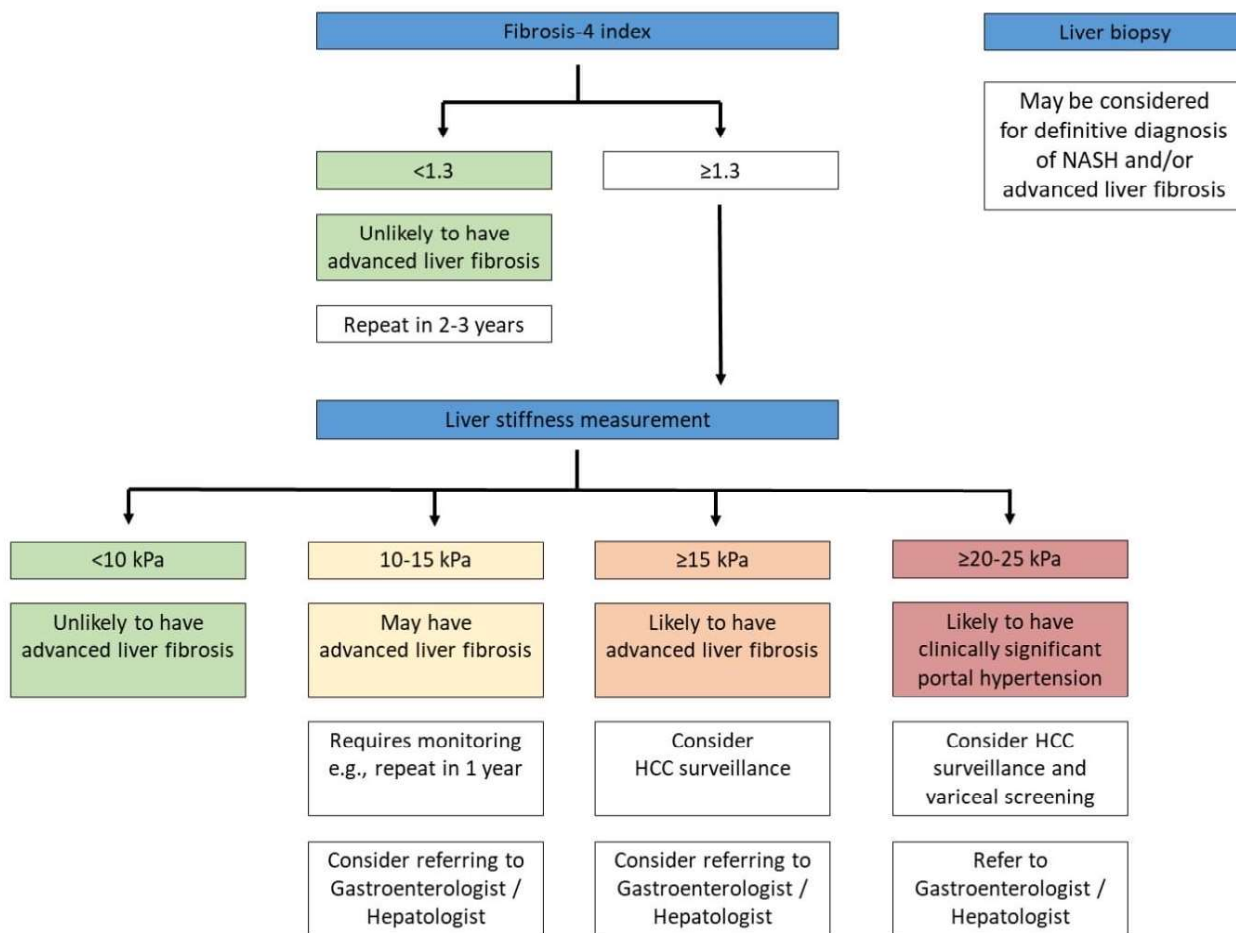 Fibrosis-4 index
Liver biopsy
May be considered
for definitive diagnosis
of NASH and/or
advanced liver fibrosis
<1.3
≥1.3
Unlikely to have
advanced liver fibrosis
Repeat in 2-3 years
Liver stiffness measurement
<10 kPa
10-15 kPa
≥15 kPa
≥20-25 kPa
Unlikely to have
advanced liver fibrosis
May have
advanced liver fibrosis
Likely to have
advanced liver fibrosis
Likely to have
clinically significant
portal hypertension
Requires monitoring
e.g., repeat in 1 year
Consider
HCC surveillance
Consider HCC
surveillance and
variceal screening
Consider referring to
Gastroenterologist /
Hepatologist
Consider referring to
Gastroenterologist /
Hepatologist
Refer to
Gastroenterologist /
Hepatologist